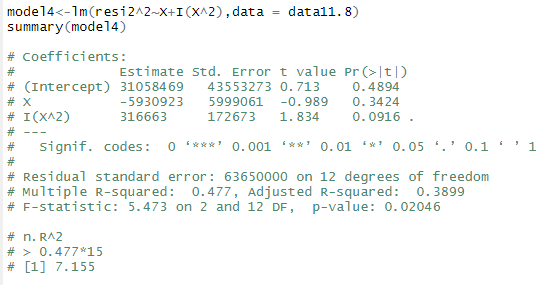 model4<-lm(resi2^2~X+I(X^2),data = data11.8)
summary(model4)
# Coefficients:
#             Estimate Std. Error t value Pr(>|t|)
# (Intercept) 31058469   43553273 0.713    0.4894
# X           -5930923    5999061  -0.989   0.3424
# I(X^2)       316663     172673   1.834    0.0916 .
# ---
#   Signif. codes:  0 ‘***’ 0.001 ‘**’ 0.01 ‘*’ 0.05 ‘.’ 0.1 ‘ ’ 1
#
# Residual standard error: 63650000 on 12 degrees of freedom
# Multiple R-squared:  0.477, Adjusted R-squared:  0.3899
# F-statistic: 5.473 on 2 and 12 DF,  p-value: 0.02046
# n.R^2
# > 0.477*15
# [1] 7.155